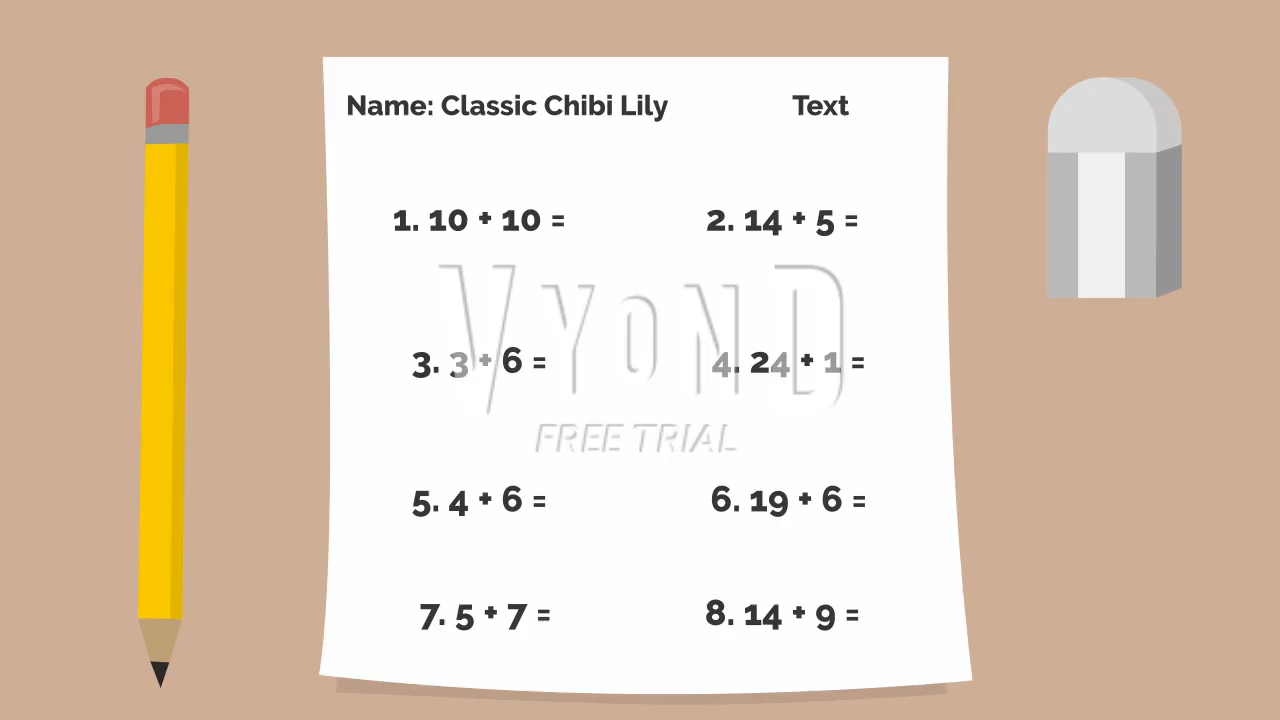 Name: Classic Chibi Lily Text
1. 10 + 10 = 2. 14 + 5 =
VYOND
3. 3 + 6 = 4. 24 + 1 =
FREE TRIAL
5. 4 + 6 = 6. 19 + 6 =
7. 5 + 7 = 8. 14 + 9 =